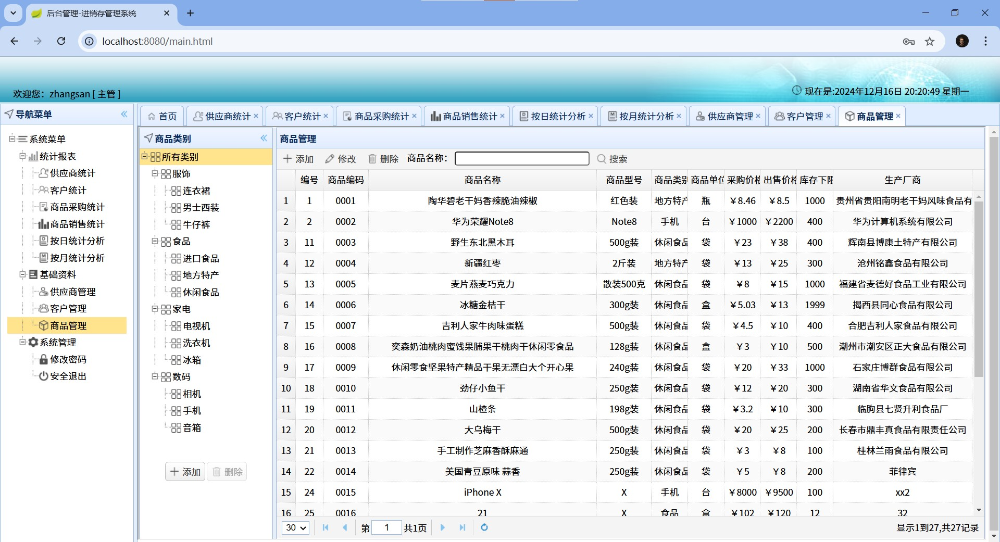 后台管理-进销存管理系统
localhost:8080/main.html
欢迎您：zhangsan [ 主管 ]
现在是:2024年12月16日 20:20:49 星期一
导航菜单
首页 供应商统计 客户统计 商品采购统计 商品销售统计 按日统计分析 按月统计分析 供应商管理 客户管理 商品管理
系统菜单
统计报表
供应商统计
客户统计
商品采购统计
商品销售统计
按日统计分析
按月统计分析
基础资料
供应商管理
客户管理
商品管理
系统管理
修改密码
安全退出
商品类别
所有类别
服饰
连衣裙
男士西装
牛仔裤
食品
进口食品
地方特产
休闲食品
家电
电视机
洗衣机
冰箱
数码
相机
手机
音箱
添加 删除
商品管理
添加 修改 删除 商品名称： 搜索
编号 商品编码 商品名称 商品型号 商品类别 商品单位 采购价格 出售价格 库存下限 生产厂商
1 1 0001 陶华碧老干妈香辣脆油辣椒 红色装 地方特产 瓶 ￥8.46 ￥8.5 1000 贵州省贵阳南明老干妈风味食品有
2 2 0002 华为荣耀Note8 Note8 手机 台 ￥1000 ￥2200 400 华为计算机系统有限公司
3 11 0003 野生东北黑木耳 500g装 休闲食品 袋 ￥23 ￥38 400 辉南县博康土特产有限公司
4 12 0004 新疆红枣 2斤装 地方特产 袋 ￥13 ￥25 300 沧州铭鑫食品有限公司
5 13 0005 麦片燕麦巧克力 散装500克 休闲食品 袋 ￥8 ￥15 1000 福建省麦德好食品工业有限公司
6 14 0006 冰糖金桔干 300g装 休闲食品 盒 ￥5.03 ￥13 1999 揭西县同心食品有限公司
7 15 0007 吉利人家牛肉味蛋糕 500g装 休闲食品 袋 ￥4.5 ￥10 400 合肥吉利人家食品有限公司
8 16 0008 奕森奶油桃肉蜜饯果脯果干桃肉干休闲零食品 128g装 休闲食品 盒 ￥3 ￥10 500 潮州市潮安区正大食品有限公司
9 17 0009 休闲零食坚果特产精品干果无漂白大个开心果 240g装 休闲食品 袋 ￥20 ￥33 1000 石家庄博群食品有限公司
10 18 0010 劲仔小鱼干 250g装 休闲食品 袋 ￥12 ￥20 300 湖南省华文食品有限公司
11 19 0011 山楂条 198g装 休闲食品 袋 ￥3.2 ￥10 300 临朐县七贤升利食品厂
12 20 0012 大乌梅干 500g装 休闲食品 袋 ￥20 ￥25 200 长春市鼎丰真食品有限责任公司
13 21 0013 手工制作芝麻香酥麻通 250g装 休闲食品 袋 ￥3 ￥8 100 桂林兰雨食品有限公司
14 22 0014 美国青豆原味 蒜香 250g装 休闲食品 袋 ￥5 ￥8 200 菲律宾
15 24 0015 iPhone X X 手机 台 ￥8000 ￥9500 100 xx2
16 25 0016 21 X 食品 盒 ￥102 ￥120 12 32
30 第 1 共1页 显示1到27,共27记录